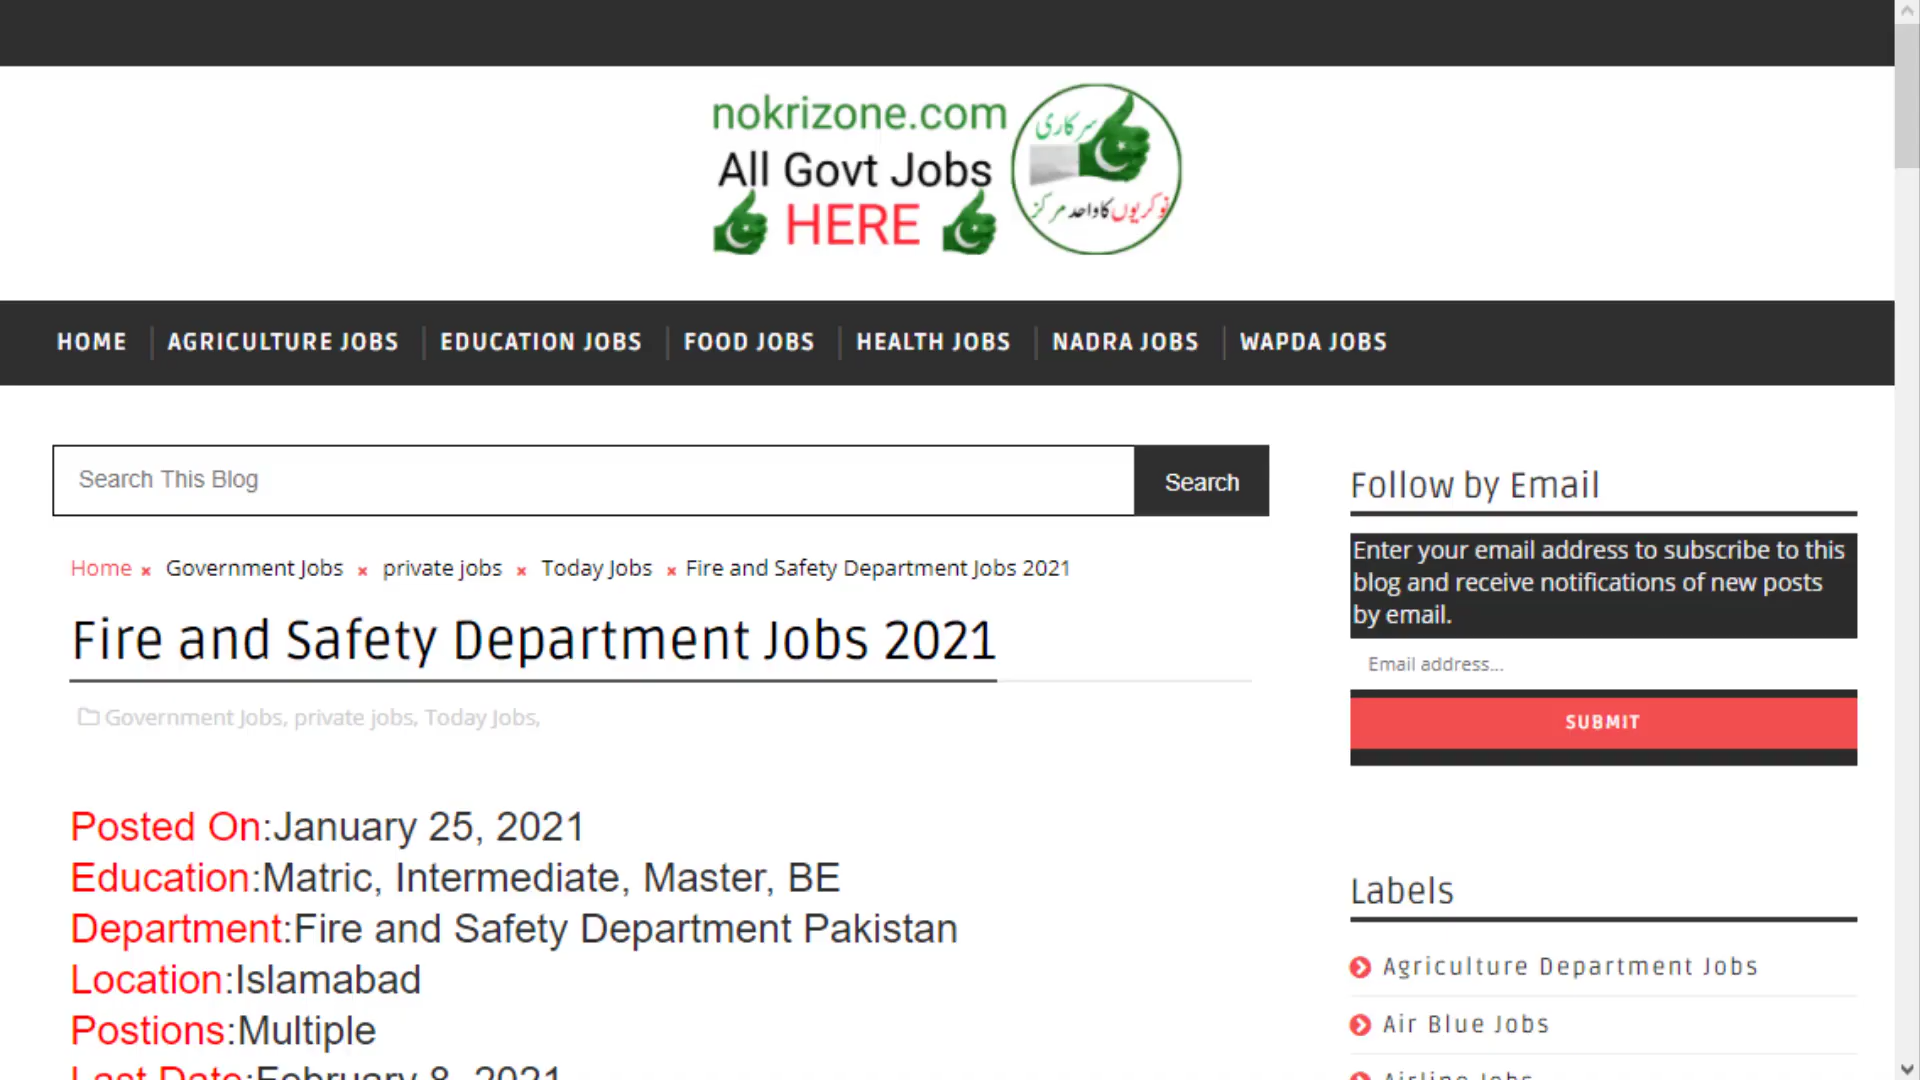 nokrizone.com
All Govt Jobs
HERE
سرکاری
نوکریوں کا واحد مرکز
HOME
AGRICULTURE JOBS
EDUCATION JOBS
FOOD JOBS
HEALTH JOBS
NADRA JOBS
WAPDA JOBS
Search This Blog
Search
Home × Government Jobs × private jobs × Today Jobs × Fire and Safety Department Jobs 2021
Fire and Safety Department Jobs 2021
Government Jobs, private jobs, Today Jobs,
Posted On:January 25, 2021
Education:Matric, Intermediate, Master, BE
Department:Fire and Safety Department Pakistan
Location:Islamabad
Postions:Multiple
Last Date:February 8, 2021
Follow by Email
Enter your email address to subscribe to this
blog and receive notifications of new posts
by email.
Email address...
SUBMIT
Labels
Agriculture Department Jobs
Air Blue Jobs
Airline Jobs